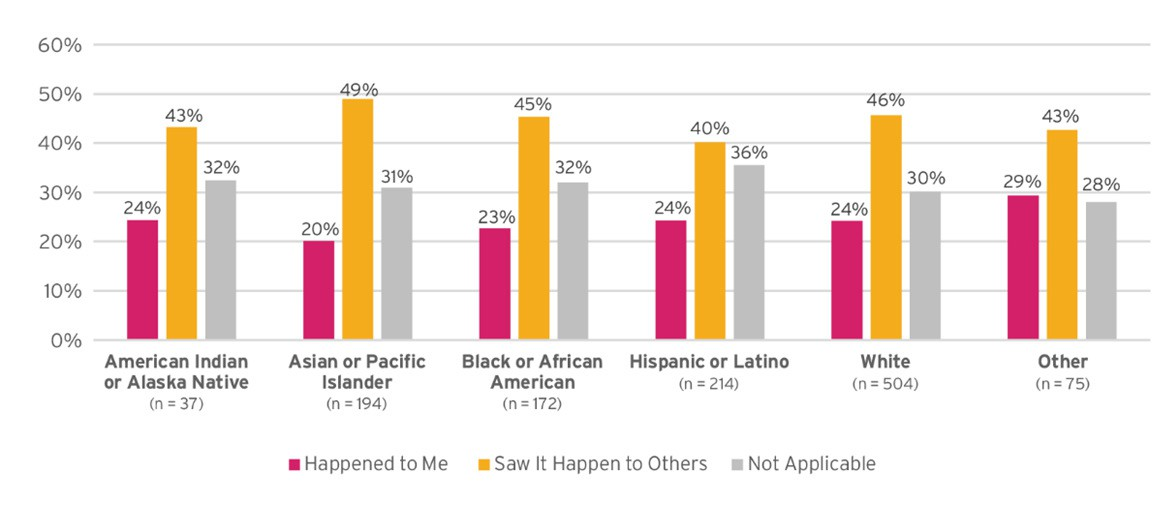 60%
50%
40%
30%
20%
10%
0%
24%
43%
32%
20%
49%
31%
23%
45%
32%
24%
40%
36%
24%
46%
30%
29%
43%
28%
American Indian
or Alaska Native
(n = 37)
Asian or Pacific
Islander
(n = 194)
Black or African
American
(n = 172)
Hispanic or Latino
(n = 214)
White
(n = 504)
Other
(n = 75)
Happened to Me
Saw It Happen to Others
Not Applicable